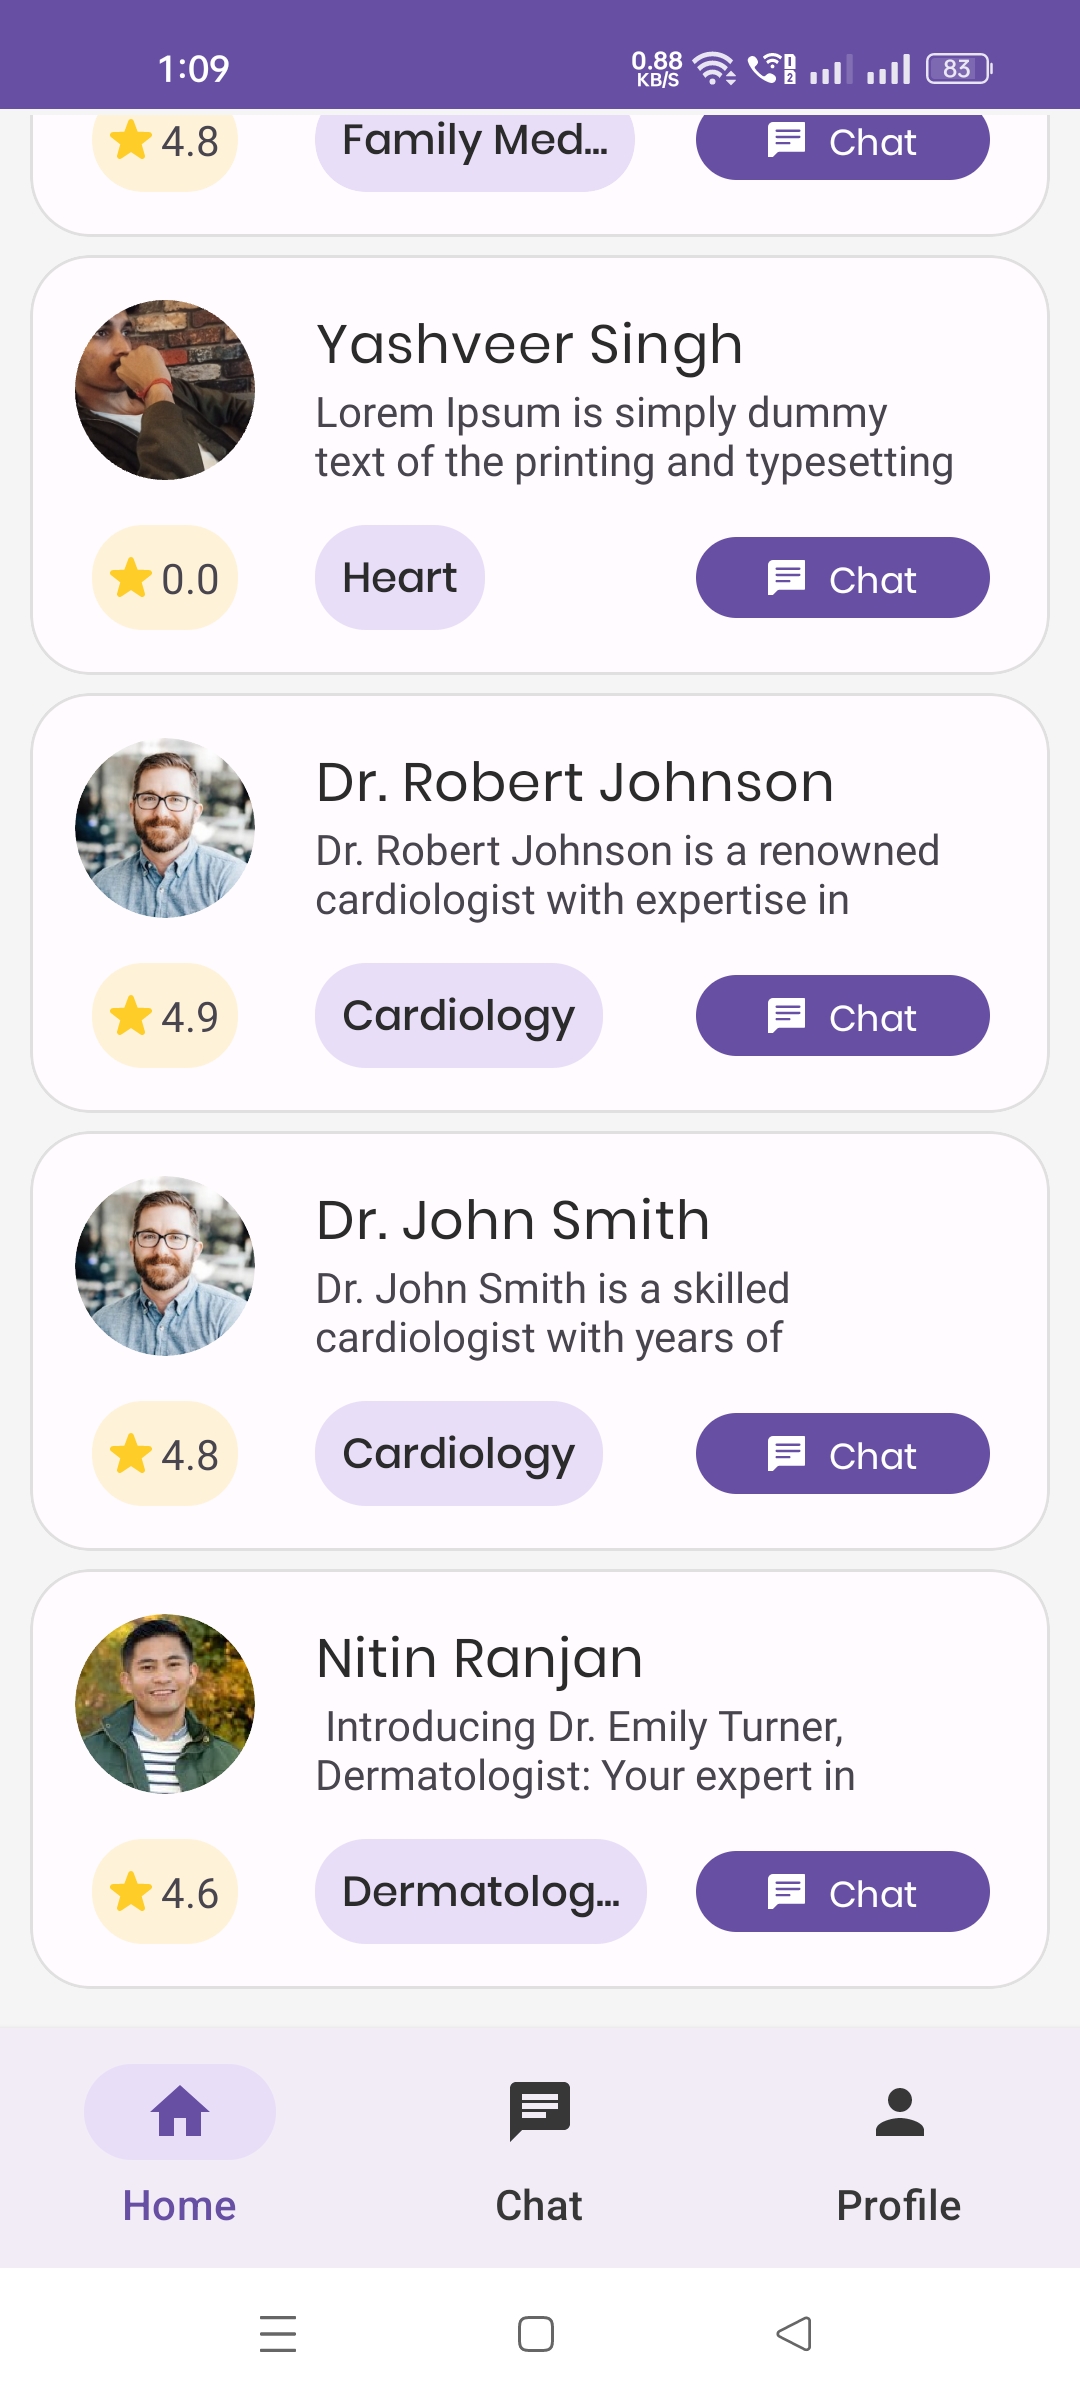 1:09
0.88
KB/S
1
2
83
4.8
Family Med...
Chat
Yashveer Singh
Lorem Ipsum is simply dummy
text of the printing and typesetting
0.0
Heart
Chat
Dr. Robert Johnson
Dr. Robert Johnson is a renowned
cardiologist with expertise in
4.9
Cardiology
Chat
Dr. John Smith
Dr. John Smith is a skilled
cardiologist with years of
4.8
Cardiology
Chat
Nitin Ranjan
Introducing Dr. Emily Turner,
Dermatologist: Your expert in
4.6
Dermatolog...
Chat
Home
Chat
Profile